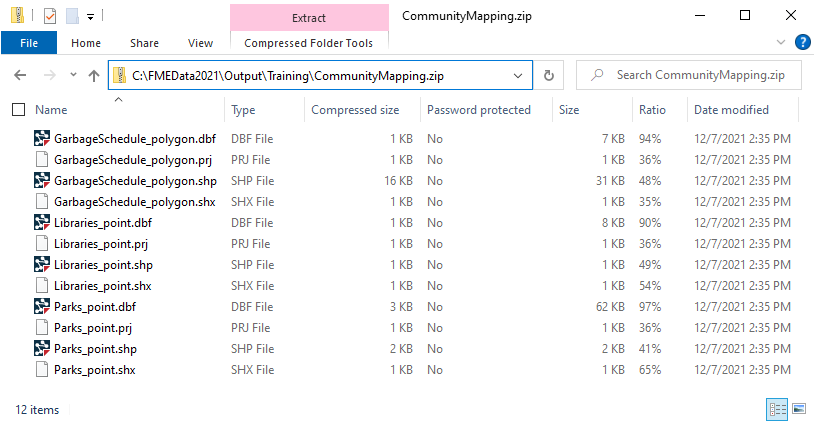 Extract CommunityMapping.zip
File Home Share View Compressed Folder Tools
C:\FMEData2021\Output\Training\CommunityMapping.zip Search CommunityMapping.zip
Name Type Compressed size Password protected Size Ratio Date modified
GarbageSchedule_polygon.dbf DBF File 1 KB No 7 KB 94% 12/7/2021 2:35 PM
GarbageSchedule_polygon.prj PRJ File 1 KB No 1 KB 36% 12/7/2021 2:35 PM
GarbageSchedule_polygon.shp SHP File 16 KB No 31 KB 48% 12/7/2021 2:35 PM
GarbageSchedule_polygon.shx SHX File 1 KB No 1 KB 35% 12/7/2021 2:35 PM
Libraries_point.dbf DBF File 1 KB No 8 KB 90% 12/7/2021 2:35 PM
Libraries_point.prj PRJ File 1 KB No 1 KB 36% 12/7/2021 2:35 PM
Libraries_point.shp SHP File 1 KB No 1 KB 49% 12/7/2021 2:35 PM
Libraries_point.shx SHX File 1 KB No 1 KB 54% 12/7/2021 2:35 PM
Parks_point.dbf DBF File 3 KB No 62 KB 97% 12/7/2021 2:35 PM
Parks_point.prj PRJ File 1 KB No 1 KB 36% 12/7/2021 2:35 PM
Parks_point.shp SHP File 2 KB No 2 KB 41% 12/7/2021 2:35 PM
Parks_point.shx SHX File 1 KB No 1 KB 65% 12/7/2021 2:35 PM
12 items